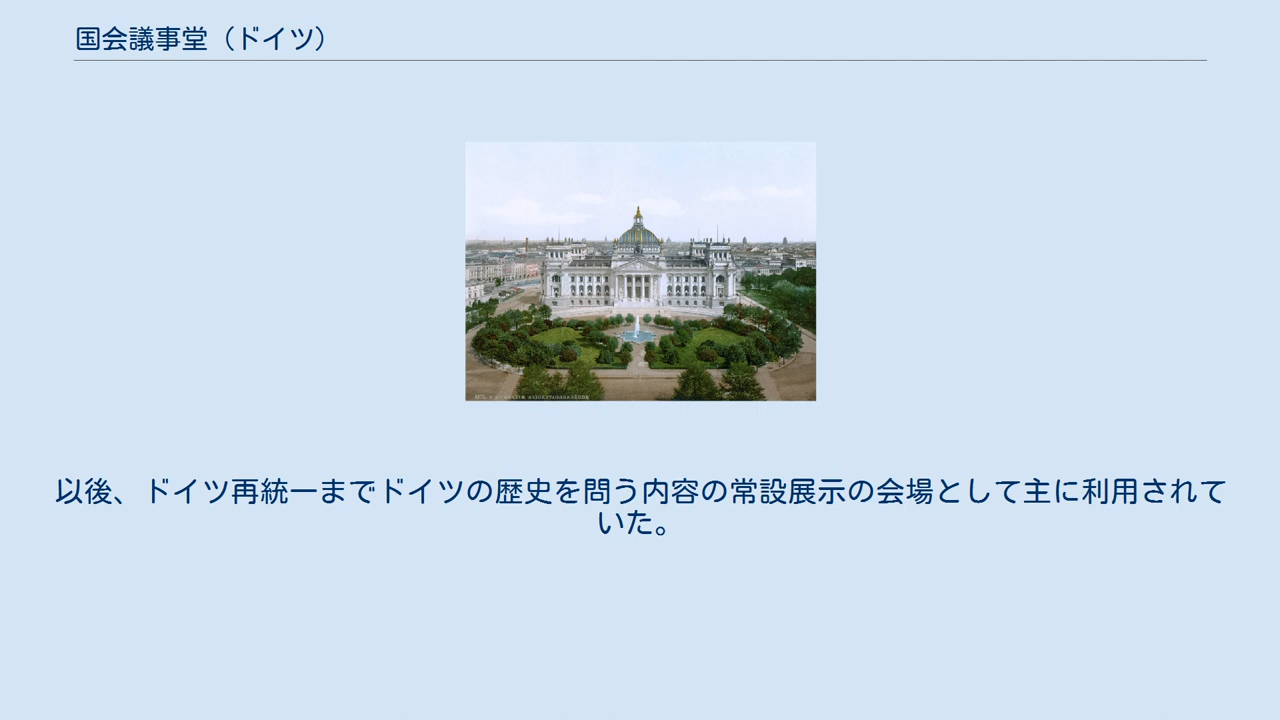 国会議事堂（ドイツ）
以後、ドイツ再統一までドイツの歴史を問う内容の常設展示の会場として主に利用されて
いた。